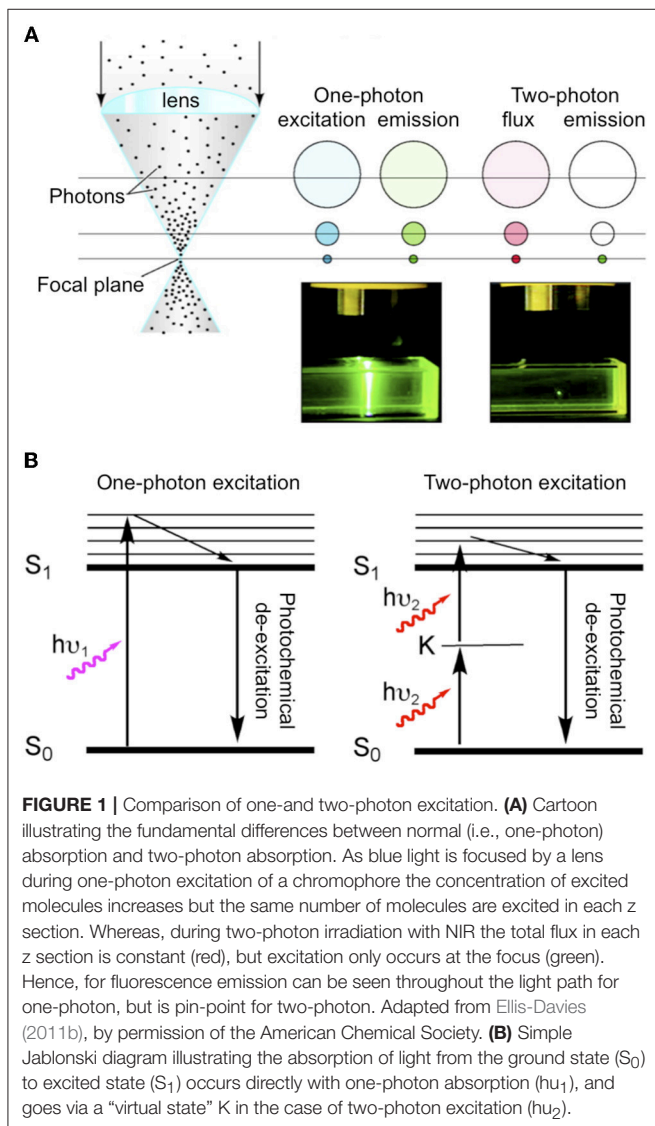 A
lens
Photons
Focal plane
One-photon
excitation emission
Two-photon
flux emission
B
One-photon excitation
S1
hυ1
Photochemical
de-excitation
S0
Two-photon excitation
S1
hυ2
K
hυ2
Photochemical
de-excitation
S0
FIGURE 1 | Comparison of one-and two-photon excitation. (A) Cartoon
illustrating the fundamental differences between normal (i.e., one-photon)
absorption and two-photon absorption. As blue light is focused by a lens
during one-photon excitation of a chromophore the concentration of excited
molecules increases but the same number of molecules are excited in each z
section. Whereas, during two-photon irradiation with NIR the total flux in each
z section is constant (red), but excitation only occurs at the focus (green).
Hence, for fluorescence emission can be seen throughout the light path for
one-photon, but is pin-point for two-photon. Adapted from Ellis-Davies
(2011b), by permission of the American Chemical Society. (B) Simple
Jablonski diagram illustrating the absorption of light from the ground state (S0)
to excited state (S1) occurs directly with one-photon absorption (hu1), and
goes via a “virtual state” K in the case of two-photon excitation (hu2).